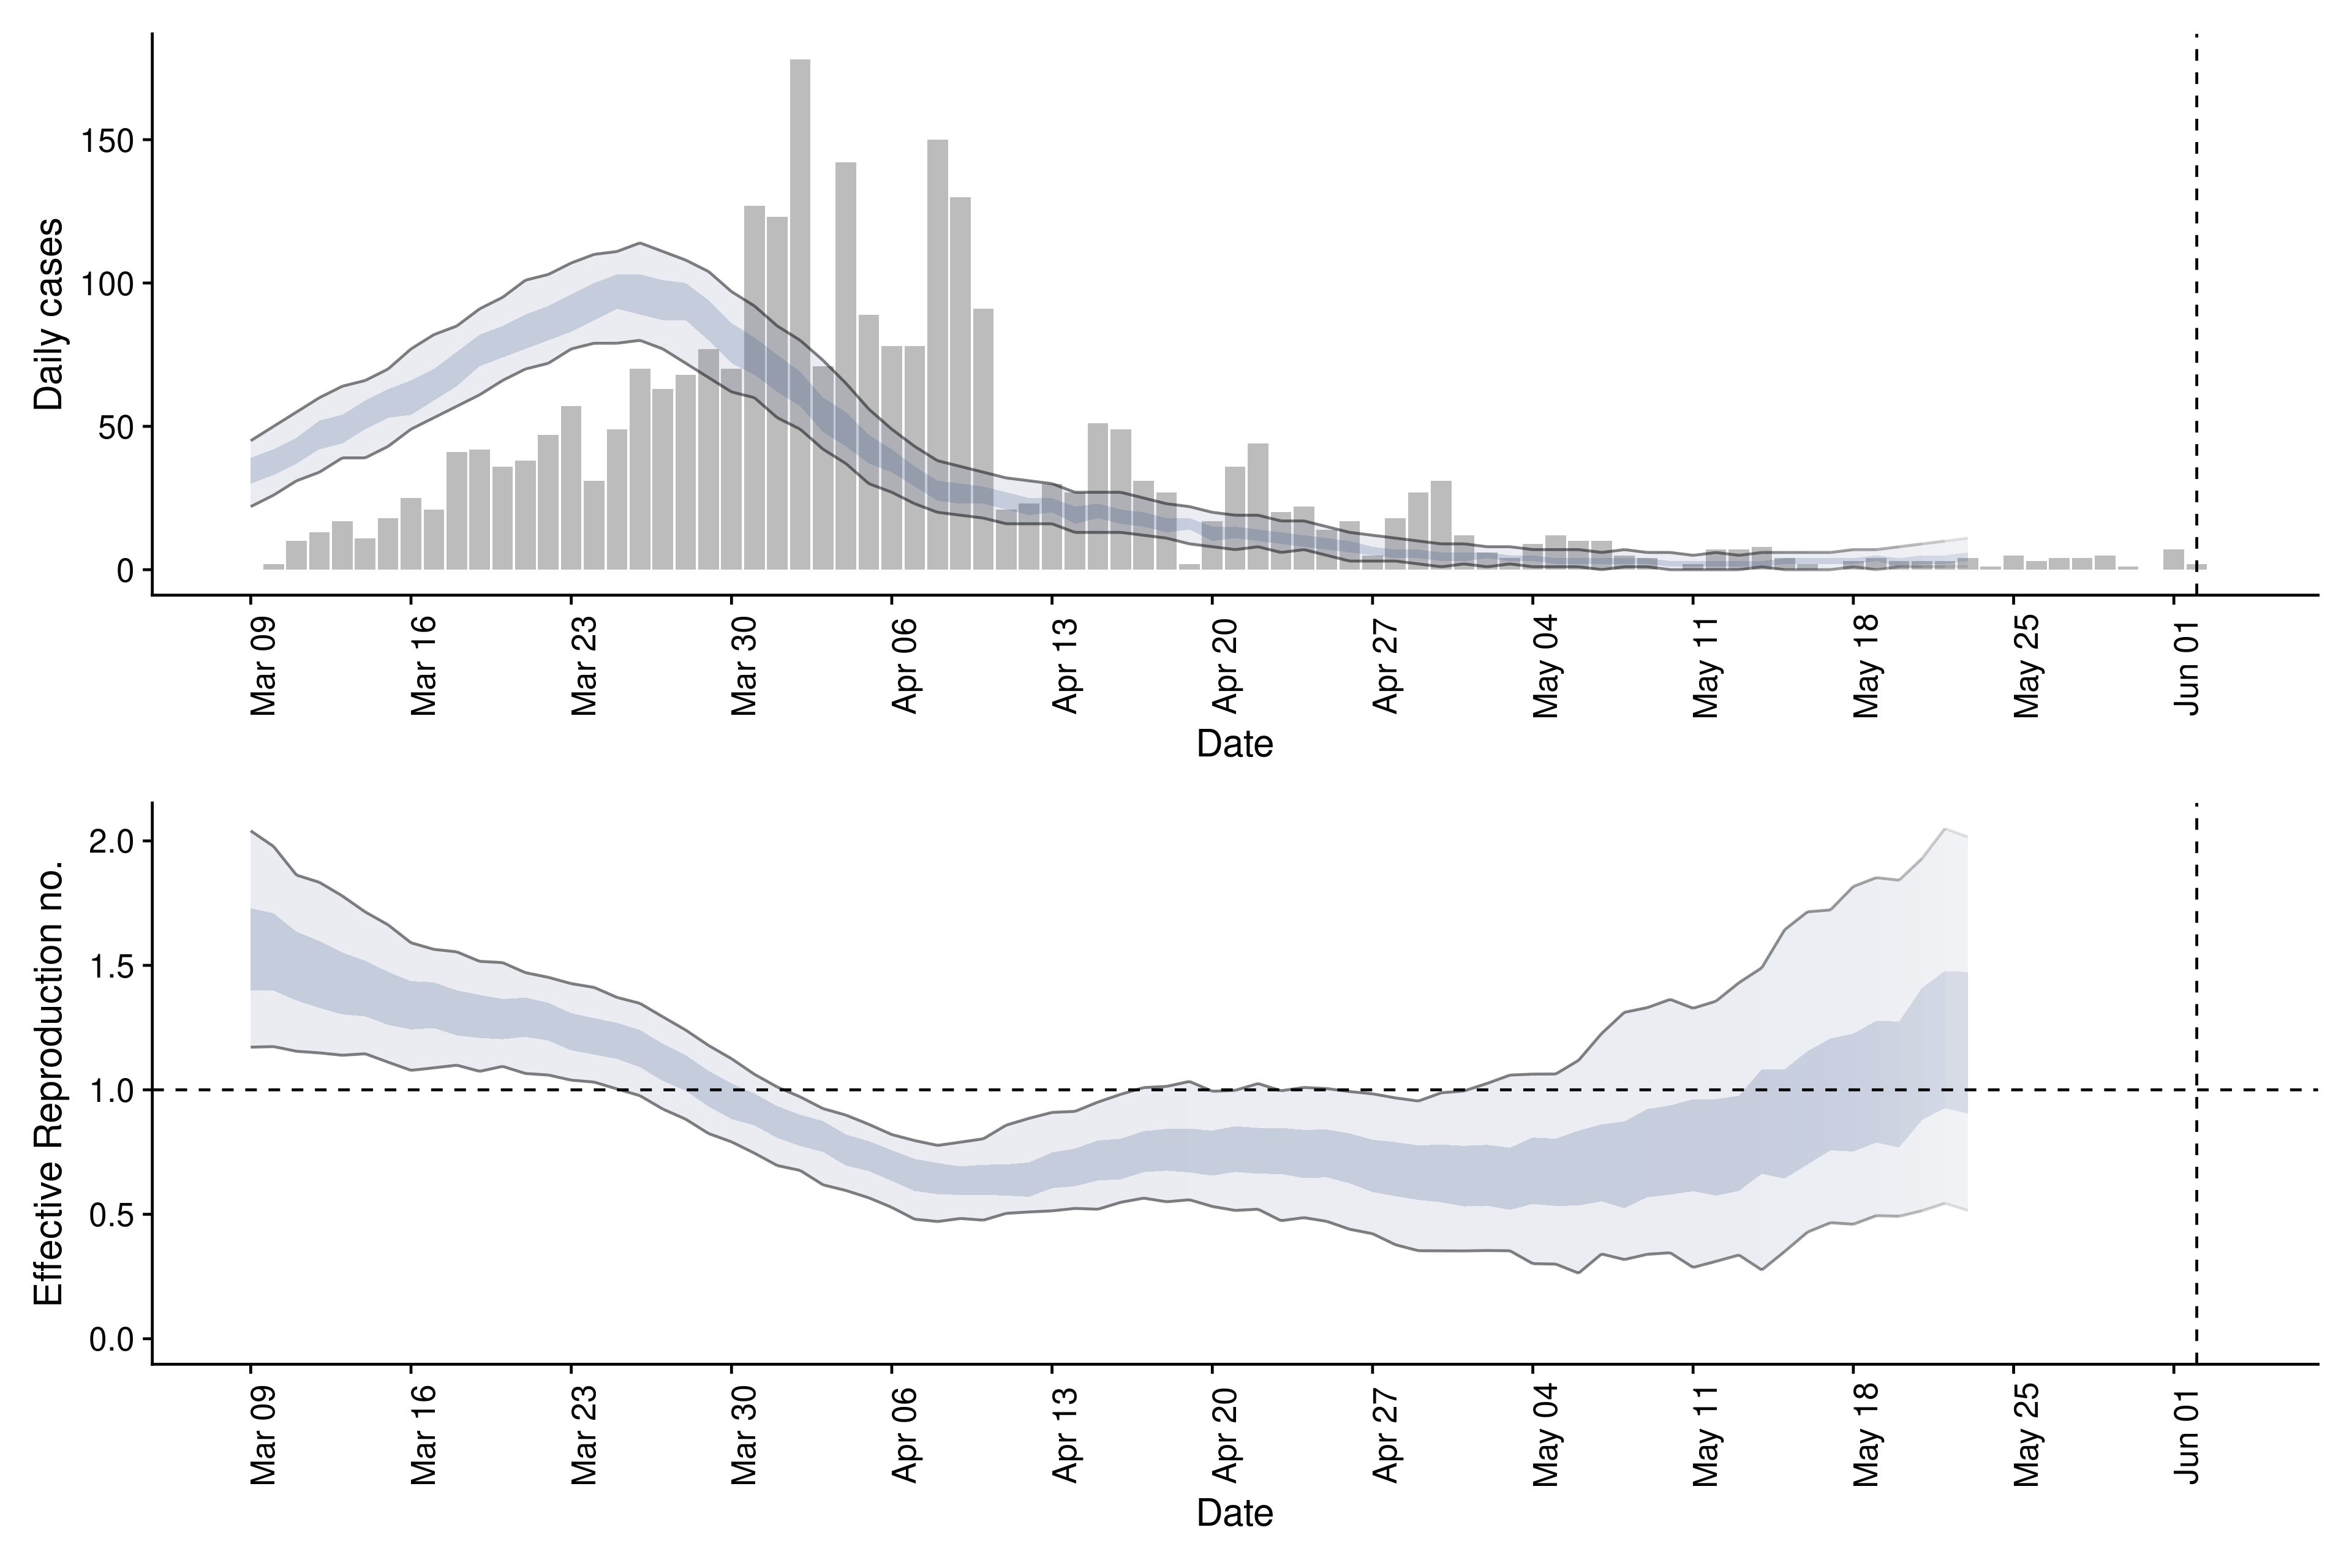 Daily cases
150
100
50
0
Mar 09
Mar 16
Mar 23
Mar 30
Apr 06
Apr 13
Apr 20
Apr 27
May 04
May 11
May 18
May 25
Jun 01
Date
Effective Reproduction no.
2.0
1.5
1.0
0.5
0.0
Mar 09
Mar 16
Mar 23
Mar 30
Apr 06
Apr 13
Apr 20
Apr 27
May 04
May 11
May 18
May 25
Jun 01
Date